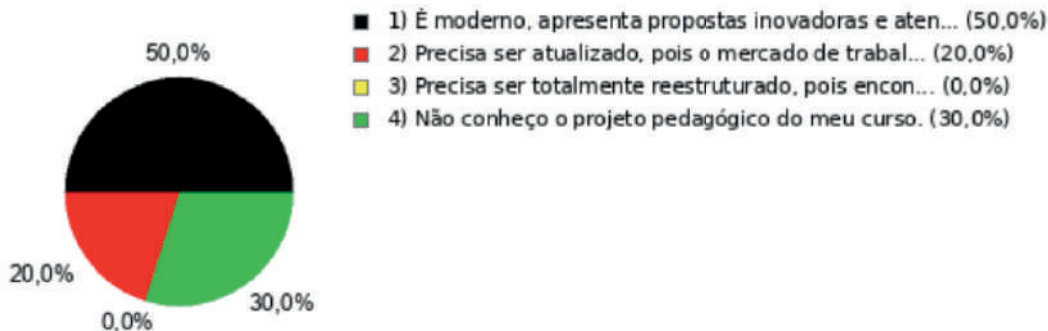 50,0%
1) É moderno, apresenta propostas inovadoras e aten... (50,0%)
2) Precisa ser atualizado, pois o mercado de trabal... (20,0%)
3) Precisa ser totalmente reestruturado, pois encon... (0,0%)
4) Não conheço o projeto pedagógico do meu curso. (30,0%)
20,0%
30,0%
0,0%